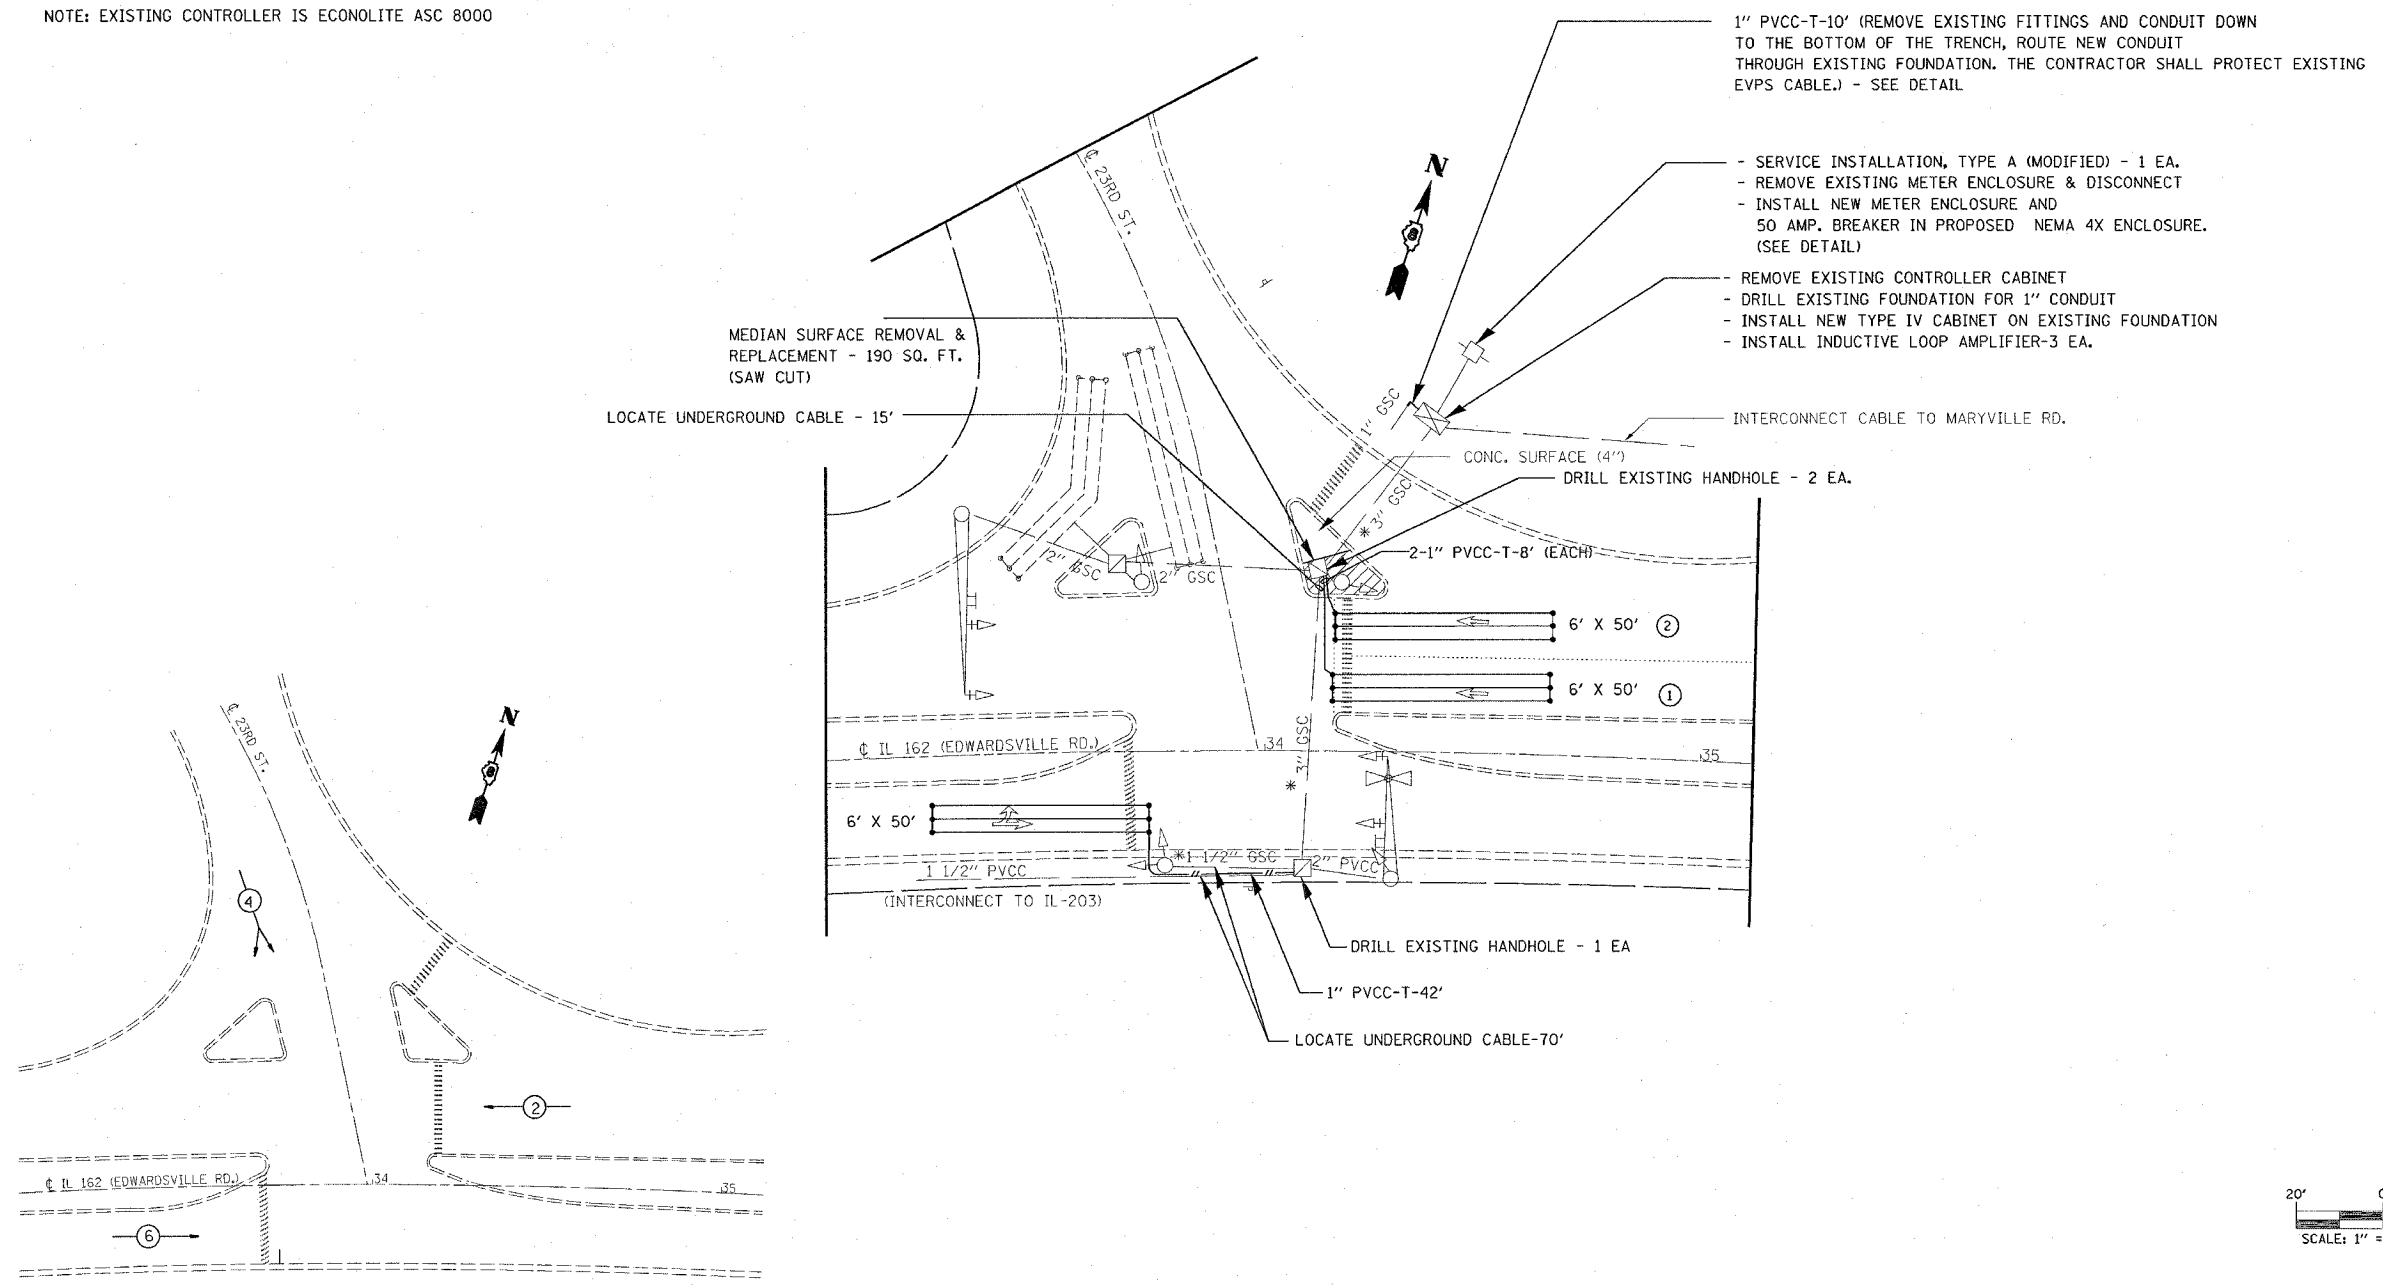 NOTE: EXISTING CONTROLLER IS ECONOLITE ASC 8000
1" PVCC-T-10' (REMOVE EXISTING FITTINGS AND CONDUIT DOWN
TO THE BOTTOM OF THE TRENCH, ROUTE NEW CONDUIT
THROUGH EXISTING FOUNDATION. THE CONTRACTOR SHALL PROTECT EXISTING
EVPS CABLE.) - SEE DETAIL
- SERVICE INSTALLATION, TYPE A (MODIFIED) - 1 EA.
- REMOVE EXISTING METER ENCLOSURE & DISCONNECT
- INSTALL NEW METER ENCLOSURE AND
50 AMP. BREAKER IN PROPOSED NEMA 4X ENCLOSURE.
(SEE DETAIL)
- REMOVE EXISTING CONTROLLER CABINET
- DRILL EXISTING FOUNDATION FOR 1" CONDUIT
- INSTALL NEW TYPE IV CABINET ON EXISTING FOUNDATION
- INSTALL INDUCTIVE LOOP AMPLIFIER-3 EA.
℄ 23RD ST.
N
8
MEDIAN SURFACE REMOVAL &
REPLACEMENT - 190 SQ. FT.
(SAW CUT)
LOCATE UNDERGROUND CABLE - 15'
1" GSC
INTERCONNECT CABLE TO MARYVILLE RD.
CONC. SURFACE (4")
DRILL EXISTING HANDHOLE - 2 EA.
* 3" GSC
2-1" PVCC-T-8' (EACH)
2" GSC
2" GSC
6' X 50' 2
6' X 50' 1
℄ IL 162 (EDWARDSVILLE RD.)
34
35
* 3" GSC
6' X 50'
*1 1/2" GSC
2" PVCC
1 1/2" PVCC
(INTERCONNECT TO IL-203)
DRILL EXISTING HANDHOLE - 1 EA
1" PVCC-T-42'
LOCATE UNDERGROUND CABLE-70'
℄ 23RD ST.
N
8
4
2
℄ IL 162 (EDWARDSVILLE RD.)
34
35
6
20'
SCALE: 1" =